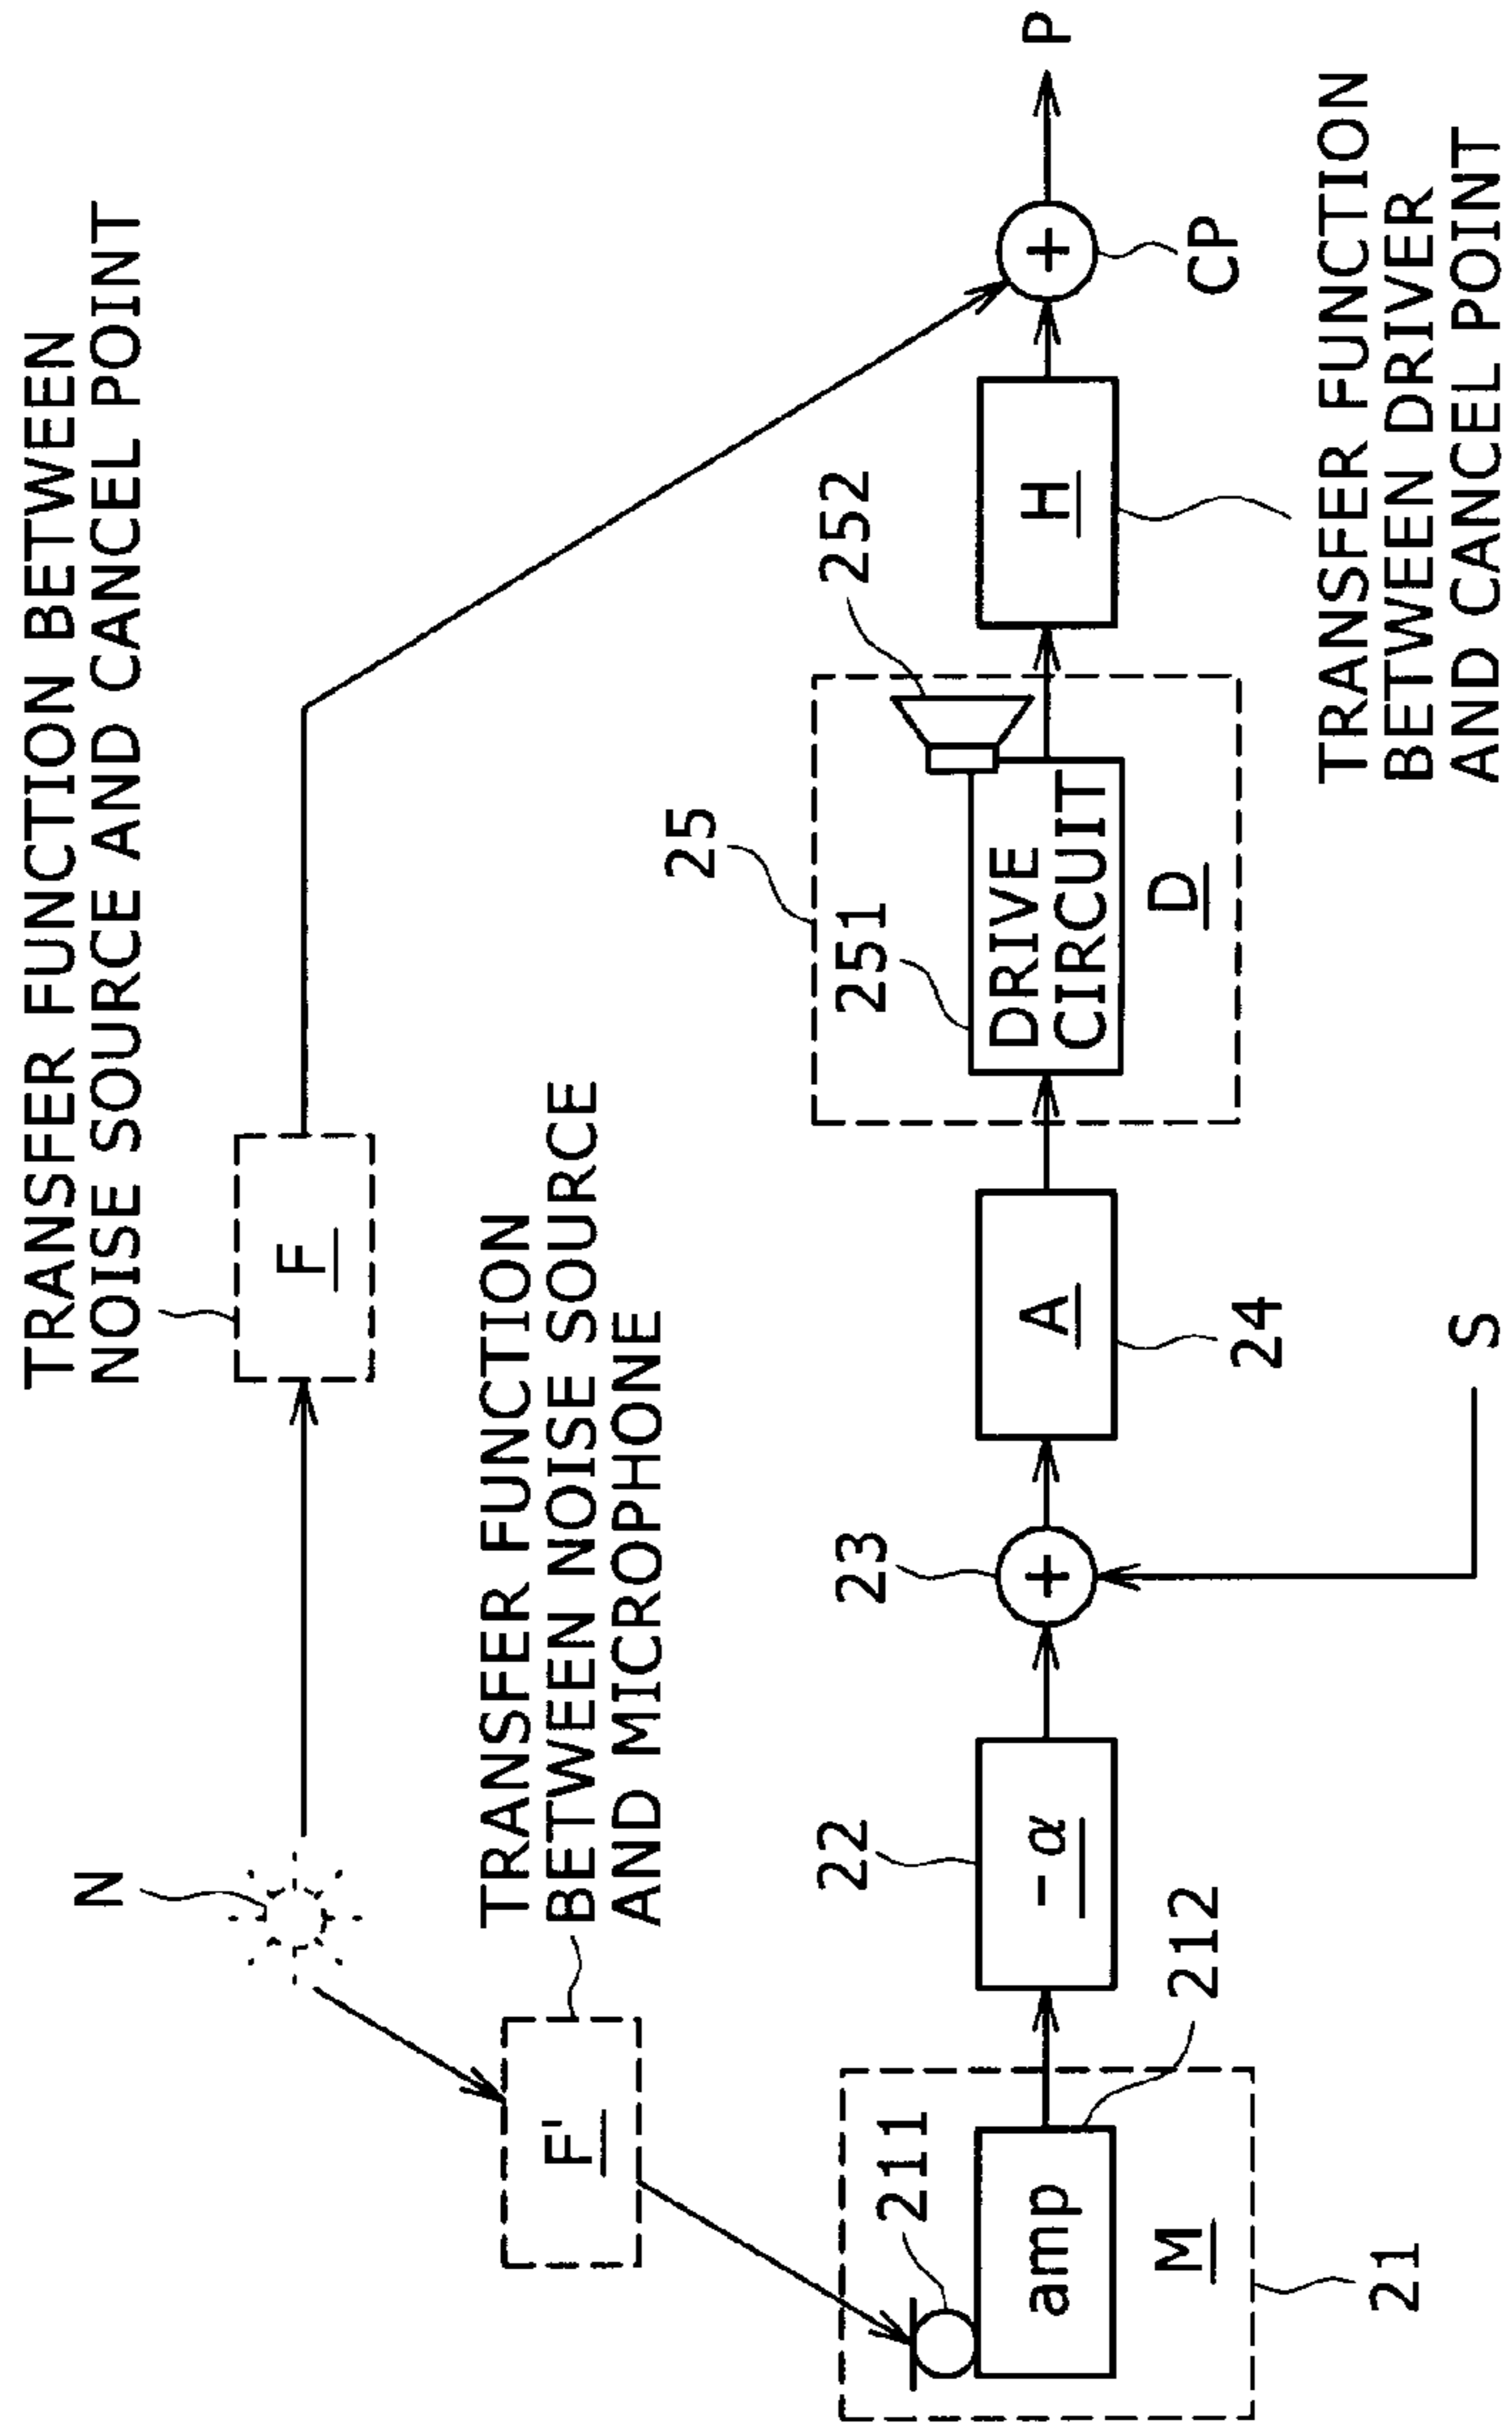 TRANSFER FUNCTION BETWEEN
NOISE SOURCE AND CANCEL POINT
N
F
TRANSFER FUNCTION
BETWEEN NOISE SOURCE
AND MICROPHONE
F'
211
amp
212
M
21
22
-α
23
+
S
A
24
25
251
DRIVE
CIRCUIT
D
252
H
TRANSFER FUNCTION
BETWEEN DRIVER
AND CANCEL POINT
+
CP
P